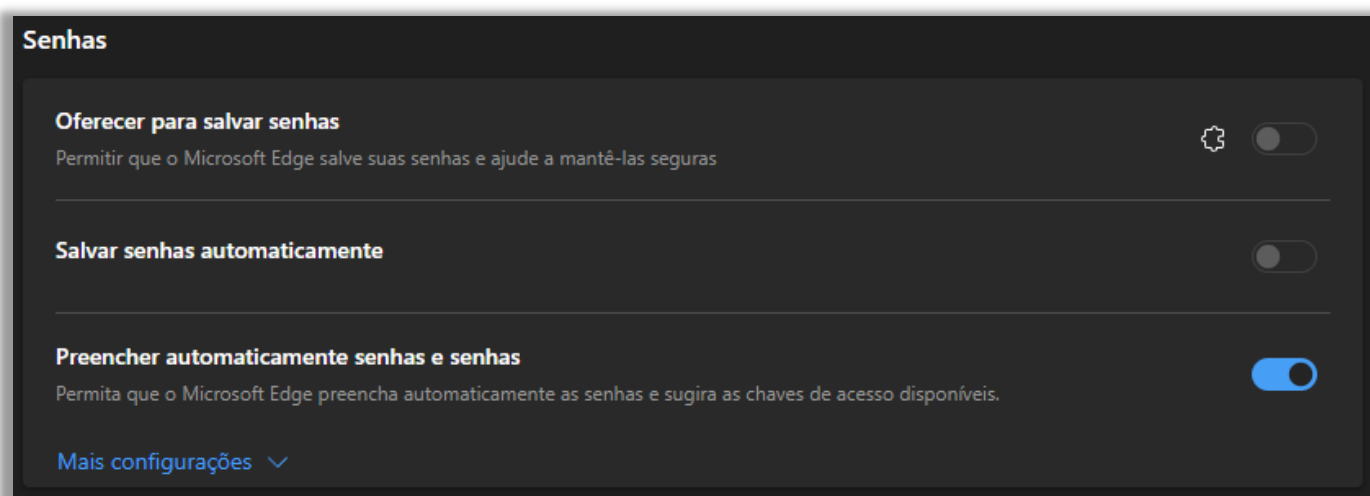 Senhas
Oferecer para salvar senhas
Permitir que o Microsoft Edge salve suas senhas e ajude a mantê-las seguras
Salvar senhas automaticamente
Preencher automaticamente senhas e senhas
Permita que o Microsoft Edge preencha automaticamente as senhas e sugira as chaves de acesso disponíveis.
Mais configurações